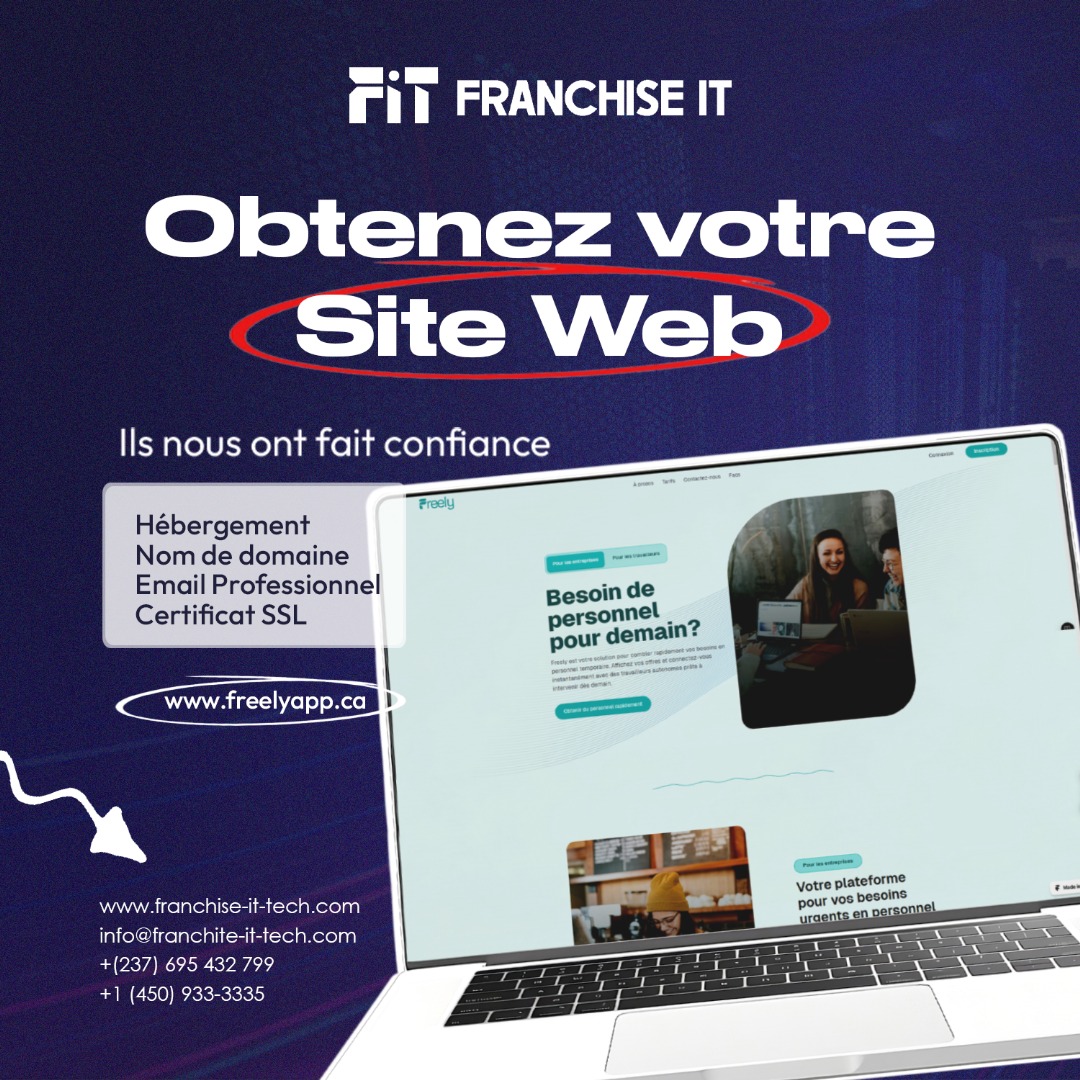 FiT FRANCHISE IT
Obtenez votre
Site Web
Ils nous ont fait confiance
Hébergement
Nom de domaine
Email Professionnel
Certificat SSL
www.freelyapp.ca
www.franchise-it-tech.com
info@franchite-it-tech.com
+(237) 695 432 799
+1 (450) 933-3335
Freely
À propos Tarifs Contactez-nous Faqs
Connexion Inscription
Pour les entreprises Pour les travailleurs
Besoin de
personnel
pour demain?
Freely est votre solution pour combler rapidement vos besoins en
personnel temporaire. Affichez vos offres et connectez-vous
instantanément avec des travailleurs autonomes prêts à
intervenir dès demain.
Obtenir du personnel rapidement
Pour les entreprises
Votre plateforme
pour vos besoins
urgents en personnel
Made